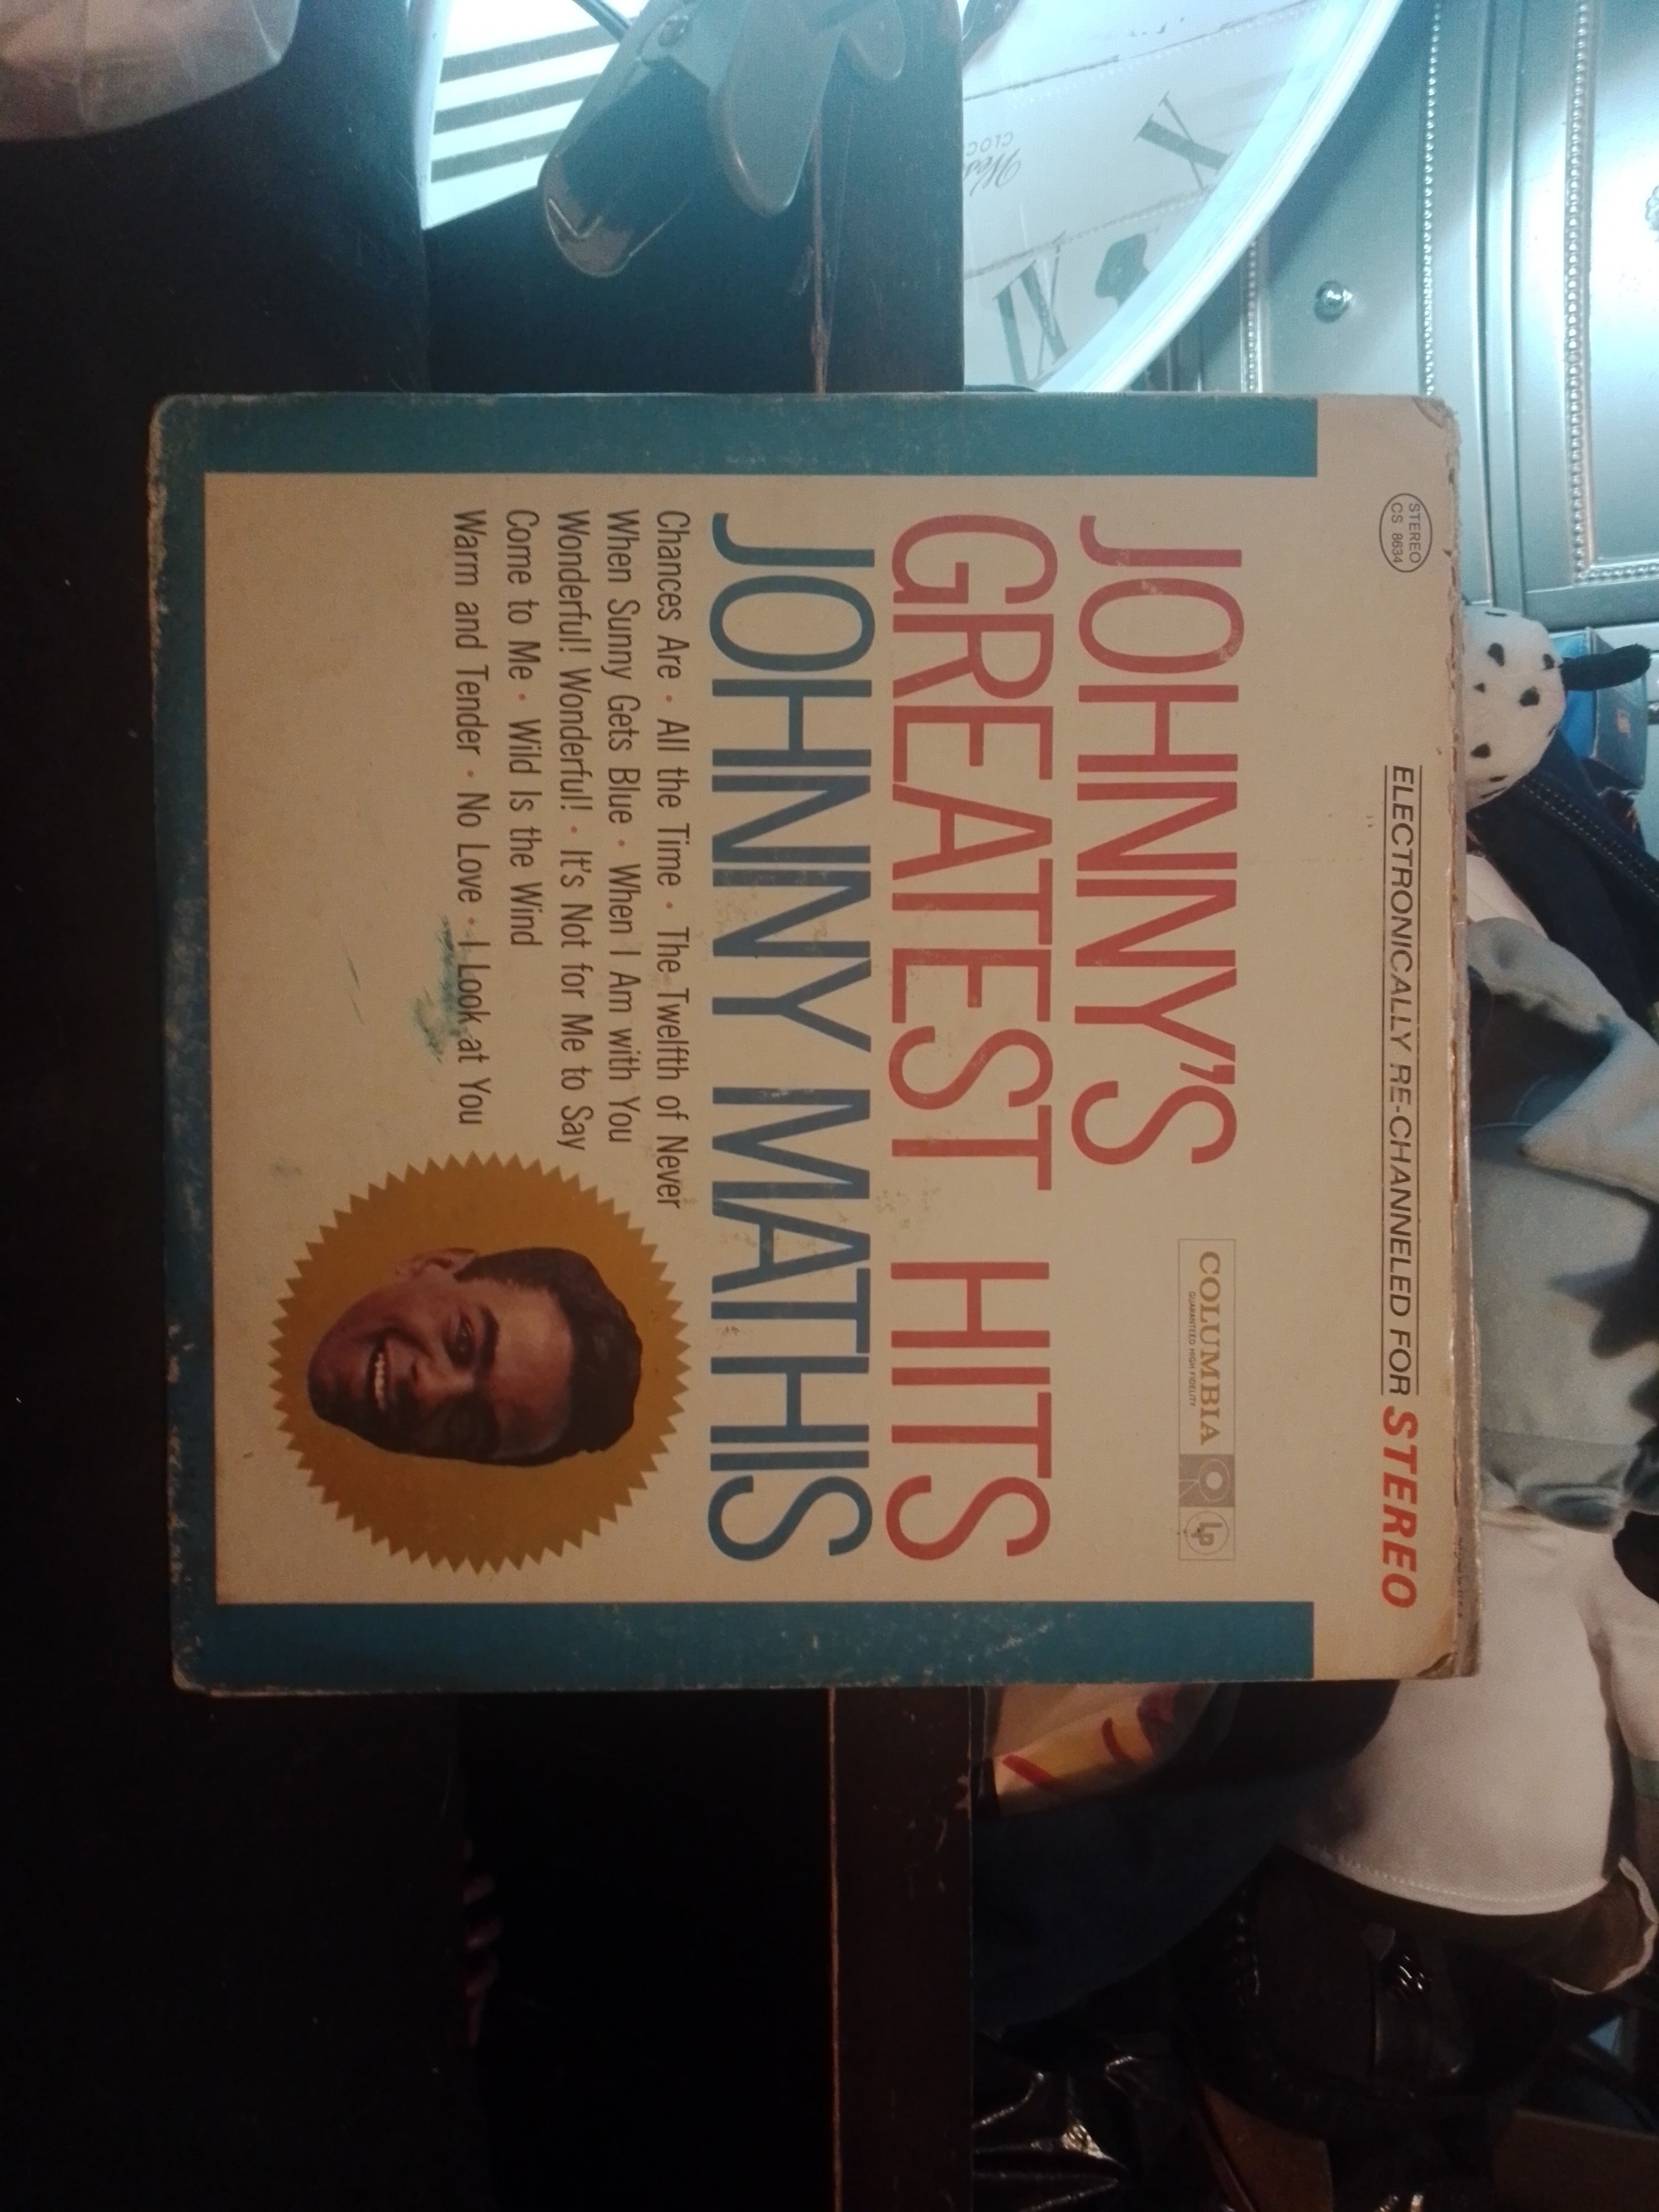 STEREO
CS 8634
ELECTRONICALLY RE-CHANNELED FOR STEREO
COLUMBIA
GUARANTEED HIGH FIDELITY
Lp
JOHNNY'S
GREATEST HITS
JOHNNY MATHIS
Chances Are • All the Time • The Twelfth of Never
When Sunny Gets Blue • When I Am with You
Wonderful! Wonderful! • It's Not for Me to Say
Come to Me • Wild Is the Wind
Warm and Tender • No Love • I Look at You
X
IX